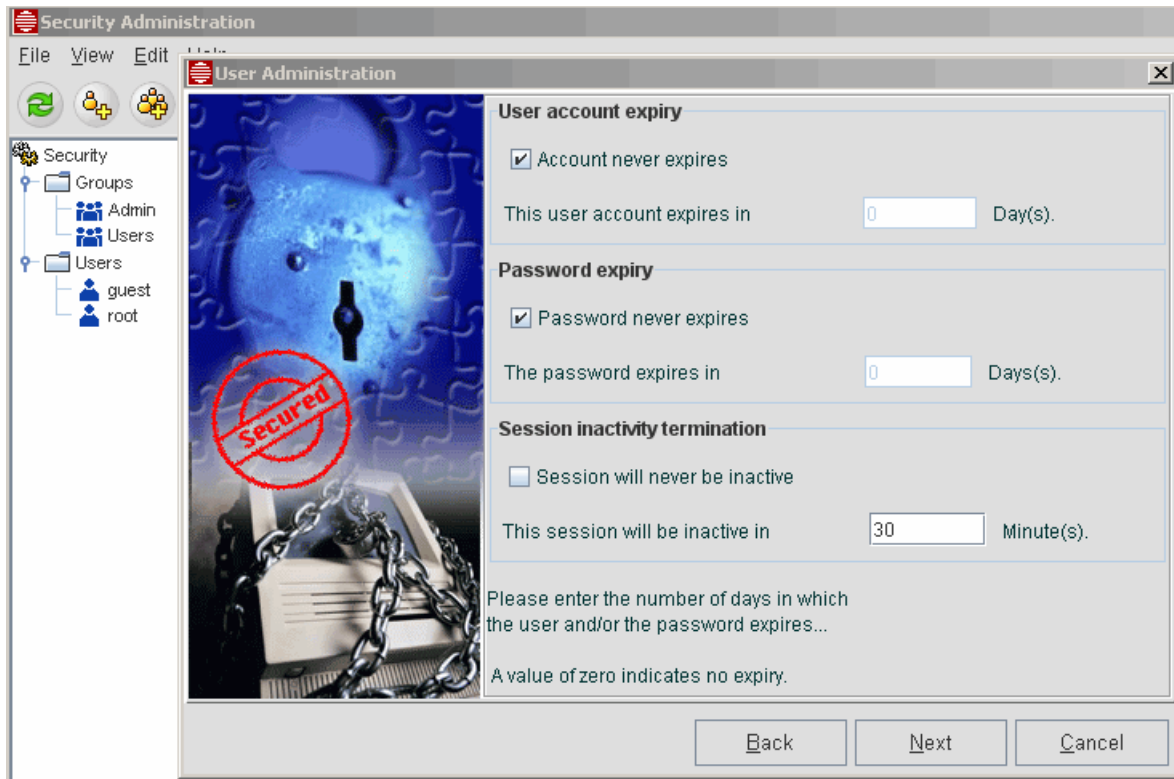 Security Administration
File View Edit Help
User Administration
Security
Groups
Admin
Users
Users
guest
root
Secured
User account expiry
Account never expires
This user account expires in 0 Day(s).
Password expiry
Password never expires
The password expires in 0 Days(s).
Session inactivity termination
Session will never be inactive
This session will be inactive in 30 Minute(s).
Please enter the number of days in which
the user and/or the password expires...
A value of zero indicates no expiry.
Back Next Cancel